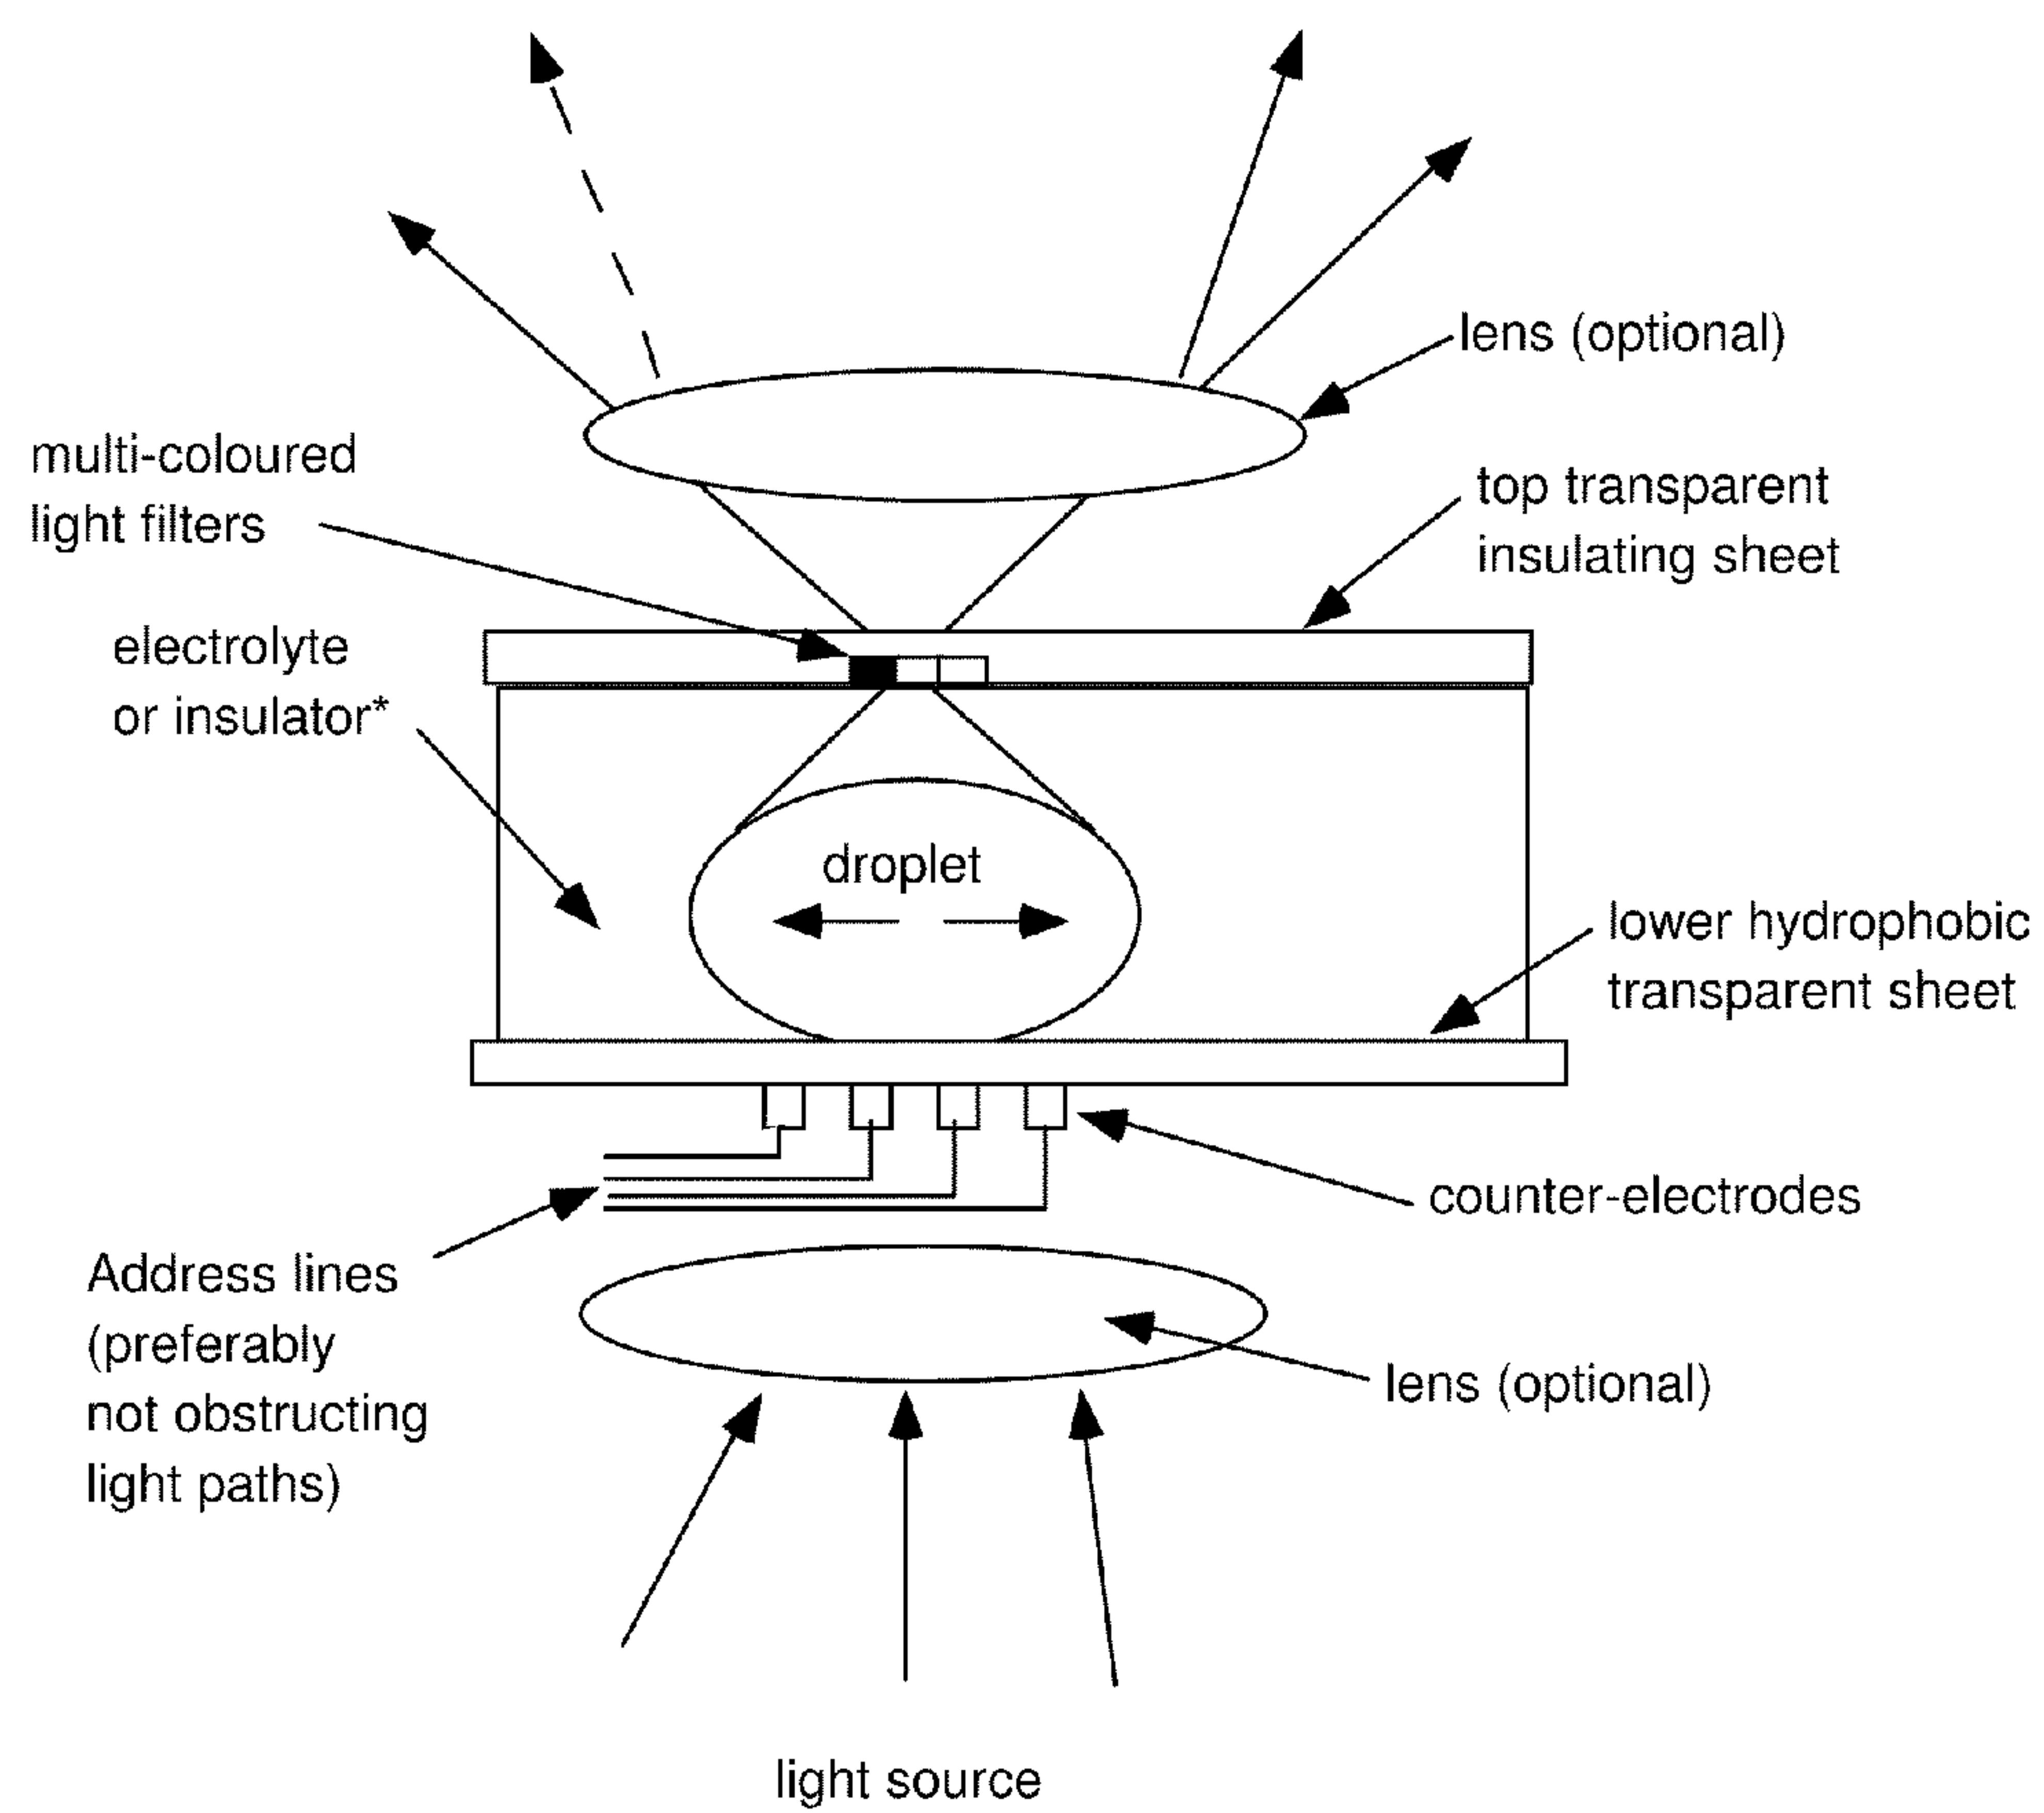 lens (optional)
multi-coloured
light filters
top transparent
insulating sheet
electrolyte
or insulator*
droplet
lower hydrophobic
transparent sheet
counter-electrodes
Address lines
(preferably
not obstructing
light paths)
lens (optional)
light source